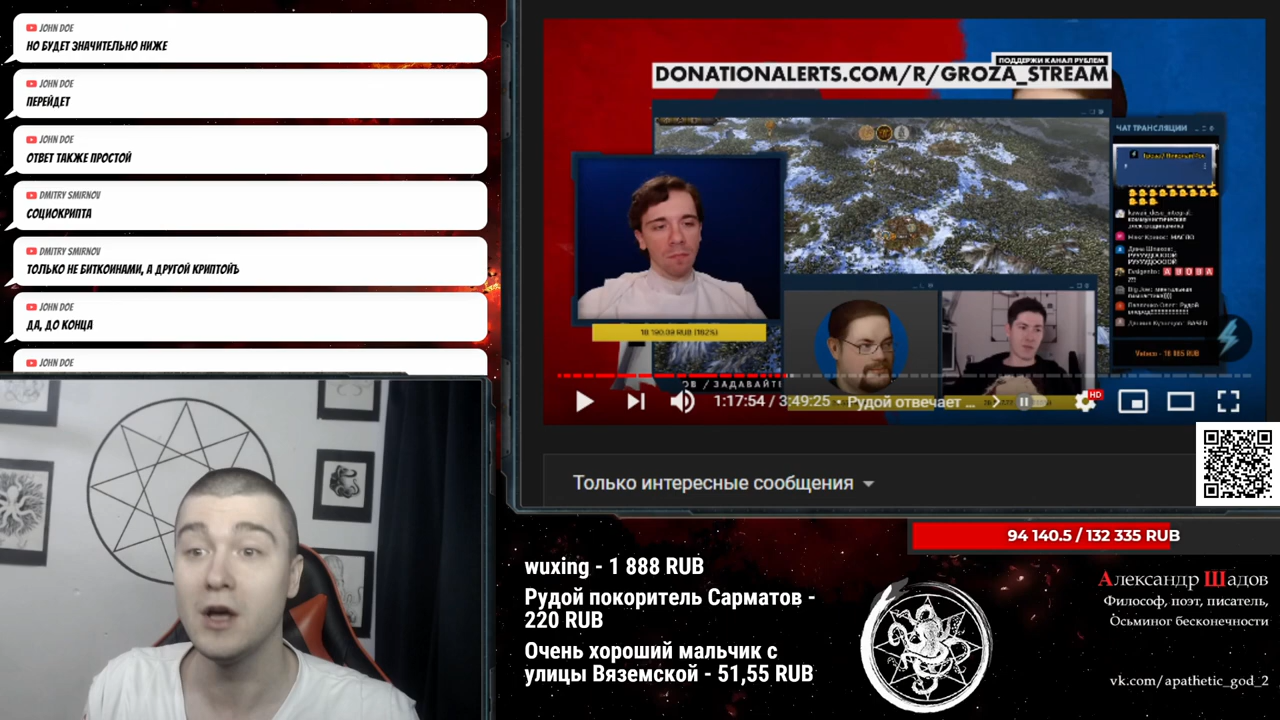 JOHN DOE
НО БУДЕТ ЗНАЧИТЕЛЬНО НИЖЕ
JOHN DOE
ПЕРЕЙДЕТ
JOHN DOE
ОТВЕТ ТАКЖЕ ПРОСТОЙ
DMITRY SMIRNOV
СОЦИОКРИПТА
DMITRY SMIRNOV
ТОЛЬКО НЕ БИТКОИНАМИ, А ДРУГОЙ КРИПТОЙЪ
JOHN DOE
ДА, ДО КОНЦА
JOHN DOE
ПОДДЕРЖИ КАНАЛ РУБЛЕМ
DONATIONALERTS.COM/R/GROZA_STREAM
ЧАТ ТРАНСЛЯЦИИ
ОВ / ЗАДАВАЙТЕ
1:17:54 / 3:49:25 • Рудой отвечает ...
HD
Только интересные сообщения
94 140.5 / 132 335 RUB
wuxing - 1 888 RUB
Рудой покоритель Сарматов -
220 RUB
Очень хороший мальчик с
улицы Вяземской - 51,55 RUB
Александр Шадов
Философ, поэт, писатель,
Осьминог бесконечности
vk.com/apathetic_god_2